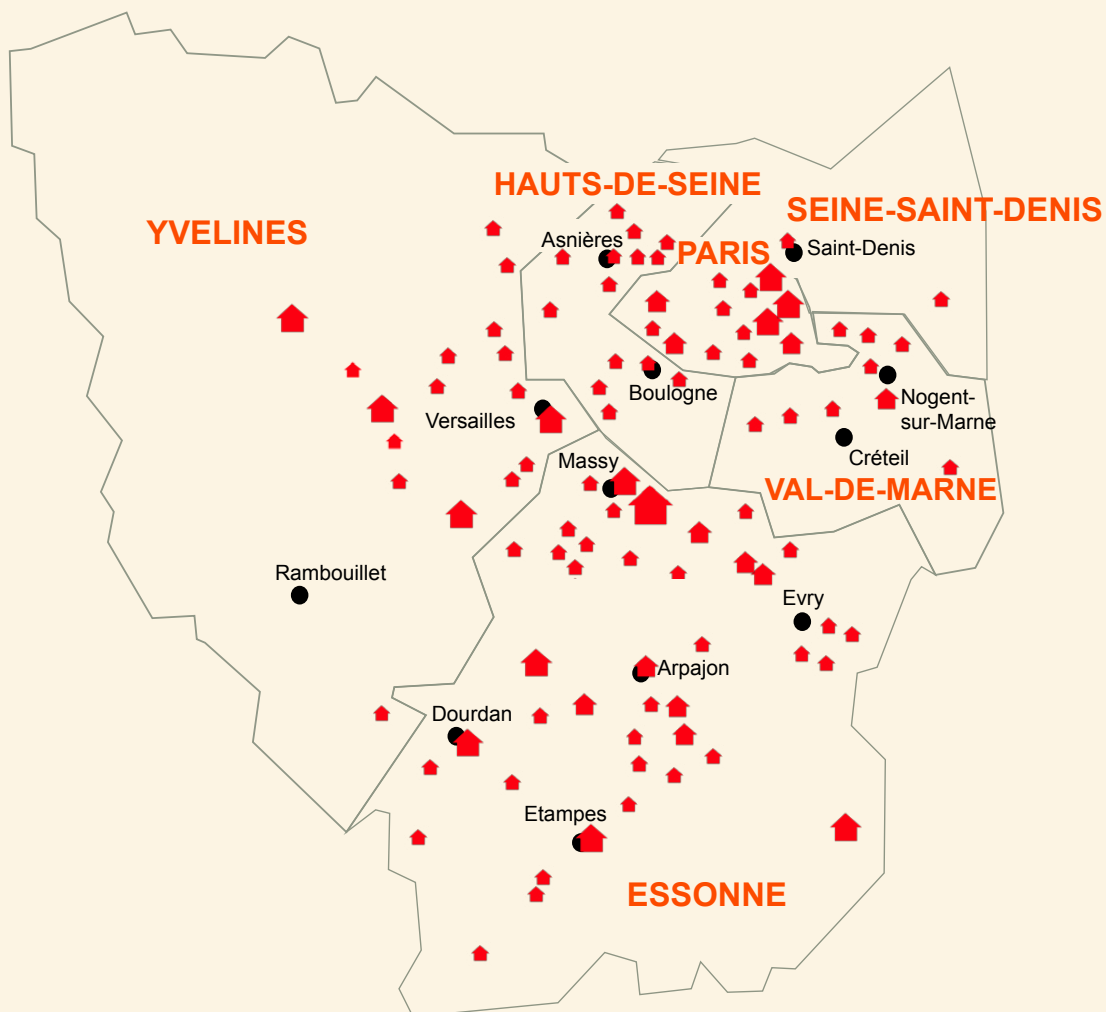 HAUTS-DE-SEINE
SEINE-SAINT-DENIS
YVELINES
Asnières
PARIS
Saint-Denis
Boulogne
Nogent-
sur-Marne
Versailles
Créteil
Massy
VAL-DE-MARNE
Rambouillet
Evry
Arpajon
Dourdan
Etampes
ESSONNE